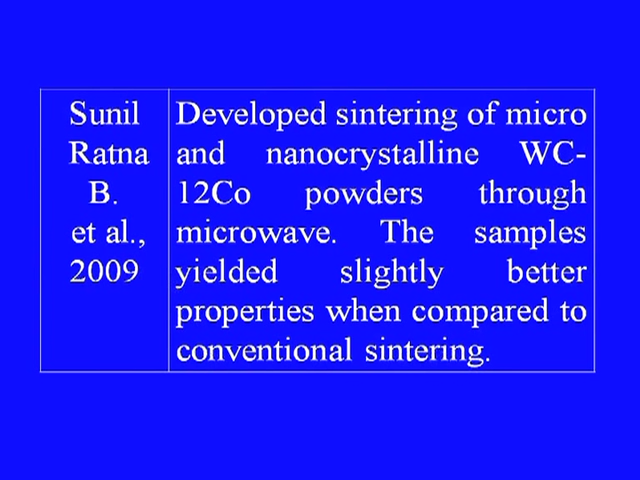 Sunil
Ratna
B.
et al.,
2009
Developed sintering of micro
and nanocrystalline WC-
12Co powders through
microwave. The samples
yielded slightly better
properties when compared to
conventional sintering.